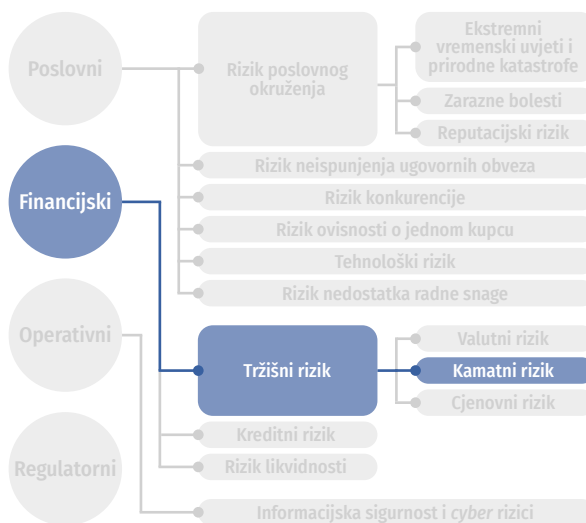 Poslovni
Rizik poslovnog
okruženja
Ekstremni
vremenski uvjeti i
prirodne katastrofe
Zarazne bolesti
Reputacijski rizik
Rizik neispunjenja ugovornih obveza
Rizik konkurencije
Rizik ovisnosti o jednom kupcu
Tehnološki rizik
Rizik nedostatka radne snage
Financijski
Tržišni rizik
Valutni rizik
Kamatni rizik
Cjenovni rizik
Kreditni rizik
Rizik likvidnosti
Operativni
Informacijska sigurnost i cyber rizici
Regulatorni